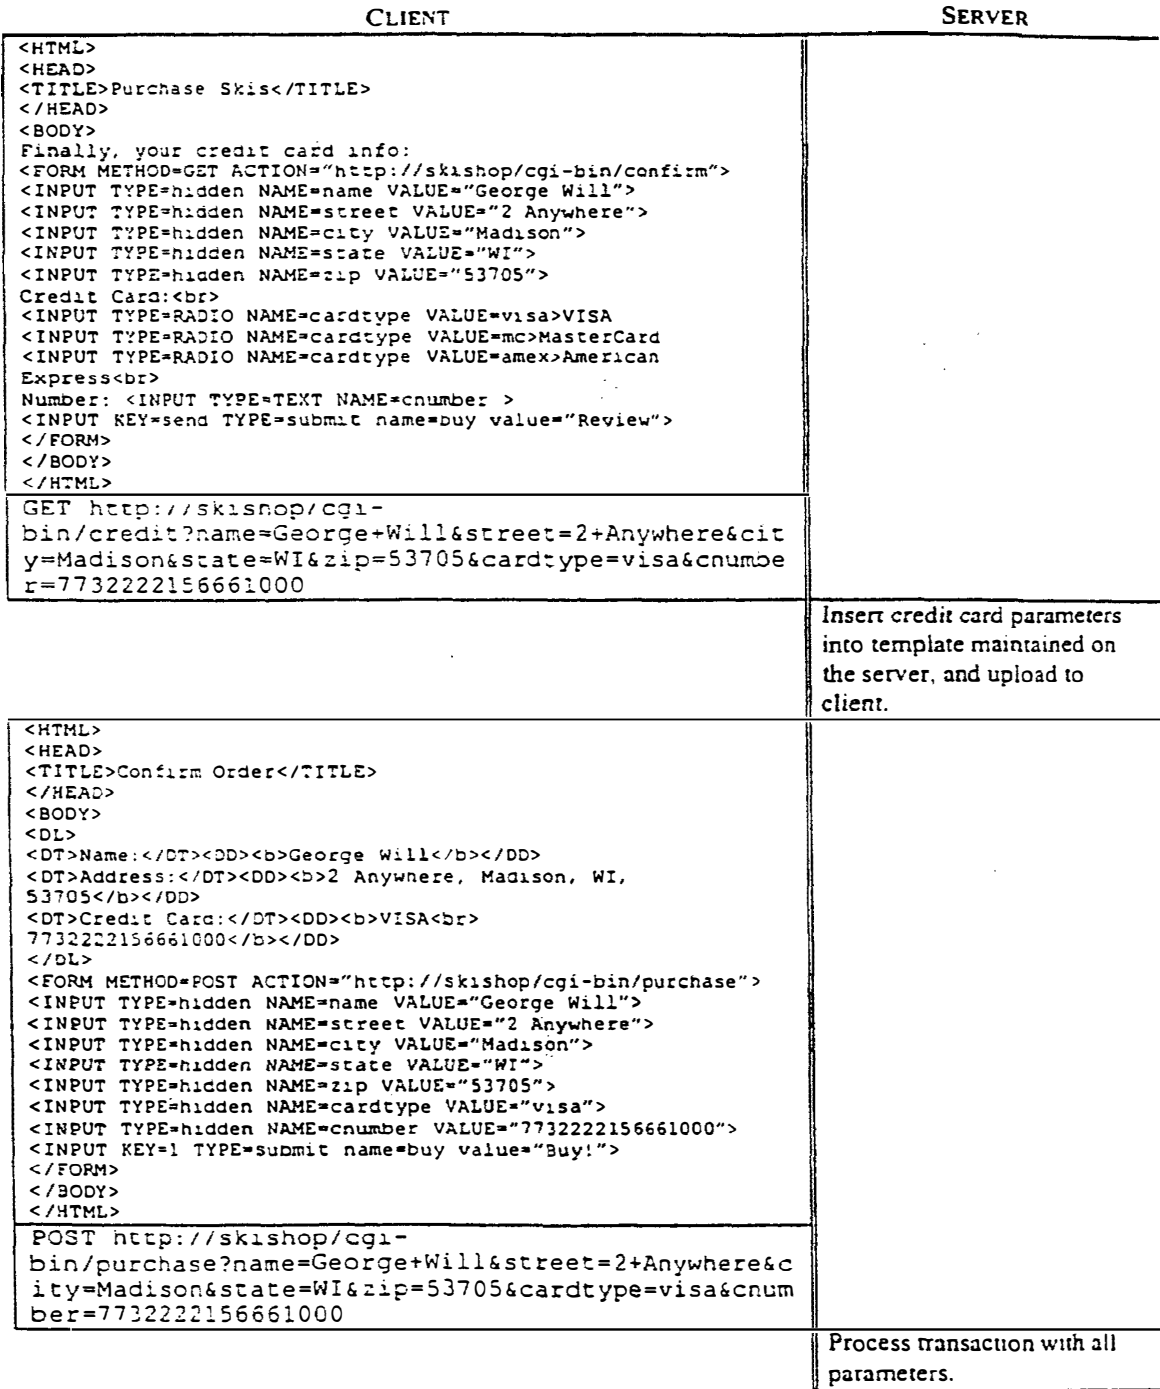 CLIENT SERVER
<HTML>
<HEAD>
<TITLE>Purchase Skis</TITLE>
</HEAD>
<BODY>
Finally, your credit card info:
<FORM METHOD=GET ACTION="http://skishop/cgi-bin/confirm">
<INPUT TYPE=hidden NAME=name VALUE="George Will">
<INPUT TYPE=hidden NAME=street VALUE="2 Anywhere">
<INPUT TYPE=hidden NAME=city VALUE="Madison">
<INPUT TYPE=hidden NAME=state VALUE="WI">
<INPUT TYPE=hidden NAME=zip VALUE="53705">
Credit Card:<br>
<INPUT TYPE=RADIO NAME=cardtype VALUE=visa>VISA
<INPUT TYPE=RADIO NAME=cardtype VALUE=mc>MasterCard
<INPUT TYPE=RADIO NAME=cardtype VALUE=amex>American
Express<br>
Number: <INPUT TYPE=TEXT NAME=cnumber >
<INPUT KEY=send TYPE=submit name=buy value="Review">
</FORM>
</BODY>
</HTML>
GET http://skishop/cgi-
bin/credit?name=George+Will&street=2+Anywhere&cit
y=Madison&state=WI&zip=53705&cardtype=visa&cnumbe
r=7732222156661000
Insert credit card parameters
into template maintained on
the server, and upload to
client.
<HTML>
<HEAD>
<TITLE>Confirm Order</TITLE>
</HEAD>
<BODY>
<DL>
<DT>Name:</DT><DD><b>George Will</b></DD>
<DT>Address:</DT><DD><b>2 Anywhere, Madison, WI,
53705</b></DD>
<DT>Credit Card:</DT><DD><b>VISA<br>
7732222156661000</b></DD>
</DL>
<FORM METHOD=POST ACTION="http://skishop/cgi-bin/purchase">
<INPUT TYPE=hidden NAME=name VALUE="George Will">
<INPUT TYPE=hidden NAME=street VALUE="2 Anywhere">
<INPUT TYPE=hidden NAME=city VALUE="Madison">
<INPUT TYPE=hidden NAME=state VALUE="WI">
<INPUT TYPE=hidden NAME=zip VALUE="53705">
<INPUT TYPE=hidden NAME=cardtype VALUE="visa">
<INPUT TYPE=hidden NAME=cnumber VALUE="7732222156661000">
<INPUT KEY=1 TYPE=submit name=buy value="Buy!">
</FORM>
</BODY>
</HTML>
POST http://skishop/cgi-
bin/purchase?name=George+Will&street=2+Anywhere&c
ity=Madison&state=WI&zip=53705&cardtype=visa&cnum
ber=7732222156661000
Process transaction with all
parameters.